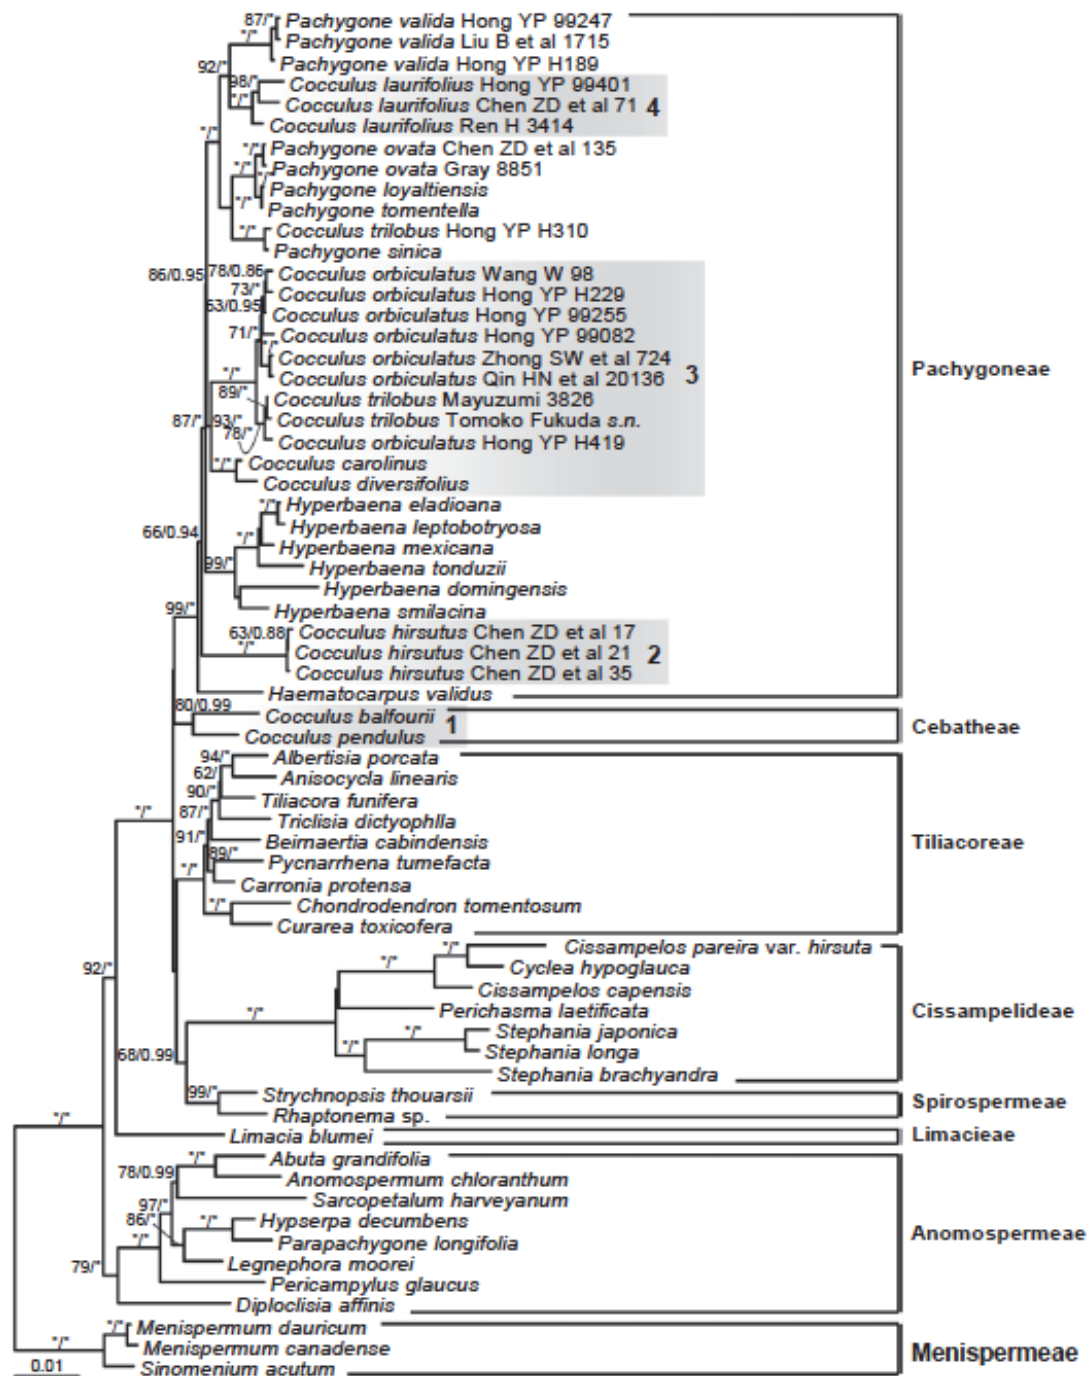 87/* Pachygone valida Hong YP 99247
*/* Pachygone valida Liu B et al 1715
92/* Pachygone valida Hong YP H189
98/* Cocculus laurifolius Hong YP 99401
*/* Cocculus laurifolius Chen ZD et al 71 4
Cocculus laurifolius Ren H 3414
*/*
*/* Pachygone ovata Chen ZD et al 135
*/* */* Pachygone ovata Gray 8851
Pachygone loyaltiensis
*/* Pachygone tomentella
*/* Cocculus trilobus Hong YP H310
Pachygone sinica
86/0.95 78/0.86 Cocculus orbiculatus Wang W 98
73/* Cocculus orbiculatus Hong YP H229
63/0.95 Cocculus orbiculatus Hong YP 99255
71/* Cocculus orbiculatus Hong YP 99082
*/* Cocculus orbiculatus Zhong SW et al 724
*/* Cocculus orbiculatus Qin HN et al 20136 3
89/* Cocculus trilobus Mayuzumi 3826
87/* 93/* Cocculus trilobus Tomoko Fukuda s.n.
78/* Cocculus orbiculatus Hong YP H419
*/* Cocculus carolinus
Cocculus diversifolius
*/* Hyperbaena eladioana
66/0.94 Hyperbaena leptobotryosa
*/* Hyperbaena mexicana
99/* Hyperbaena tonduzii
Hyperbaena domingensis
99/* Hyperbaena smilacina
63/0.88 Cocculus hirsutus Chen ZD et al 17
*/* Cocculus hirsutus Chen ZD et al 21 2
Cocculus hirsutus Chen ZD et al 35
Haematocarpus validus
Pachygoneae
80/0.99 Cocculus balfourii 1
Cocculus pendulus
Cebatheae
94/* Albertisia porcata
62/ Anisocycla linearis
90/* Tiliacora funifera
87/* Triclisia dictyophlla
91/* Beirnaertia cabindensis
89/* Pycnarrhena tumefacta
*/* Carronia protensa
*/* Chondrodendron tomentosum
Curarea toxicofera
Tiliacoreae
*/*
*/* Cissampelos pareira var. hirsuta
92/* */* Cyclea hypoglauca
Cissampelos capensis
*/* Perichasma laetificata
*/* Stephania japonica
68/0.99 */* Stephania longa
Stephania brachyandra
Cissampelideae
99/* Strychnopsis thouarsii
Rhaptonema sp.
Spirospermeae
*/* Limacia blumei
Limacieae
*/* Abuta grandifolia
78/0.99 Anomospermum chloranthum
Sarcopetalum harveyanum
97/* */* Hypserpa decumbens
86/* Parapachygone longifolia
*/* Legnephora moorei
79/* Pericampylus glaucus
Diploclisia affinis
Anomospermeae
*/* Menispermum dauricum
*/* Menispermum canadense
0.01 Sinomenium acutum
Menispermeae